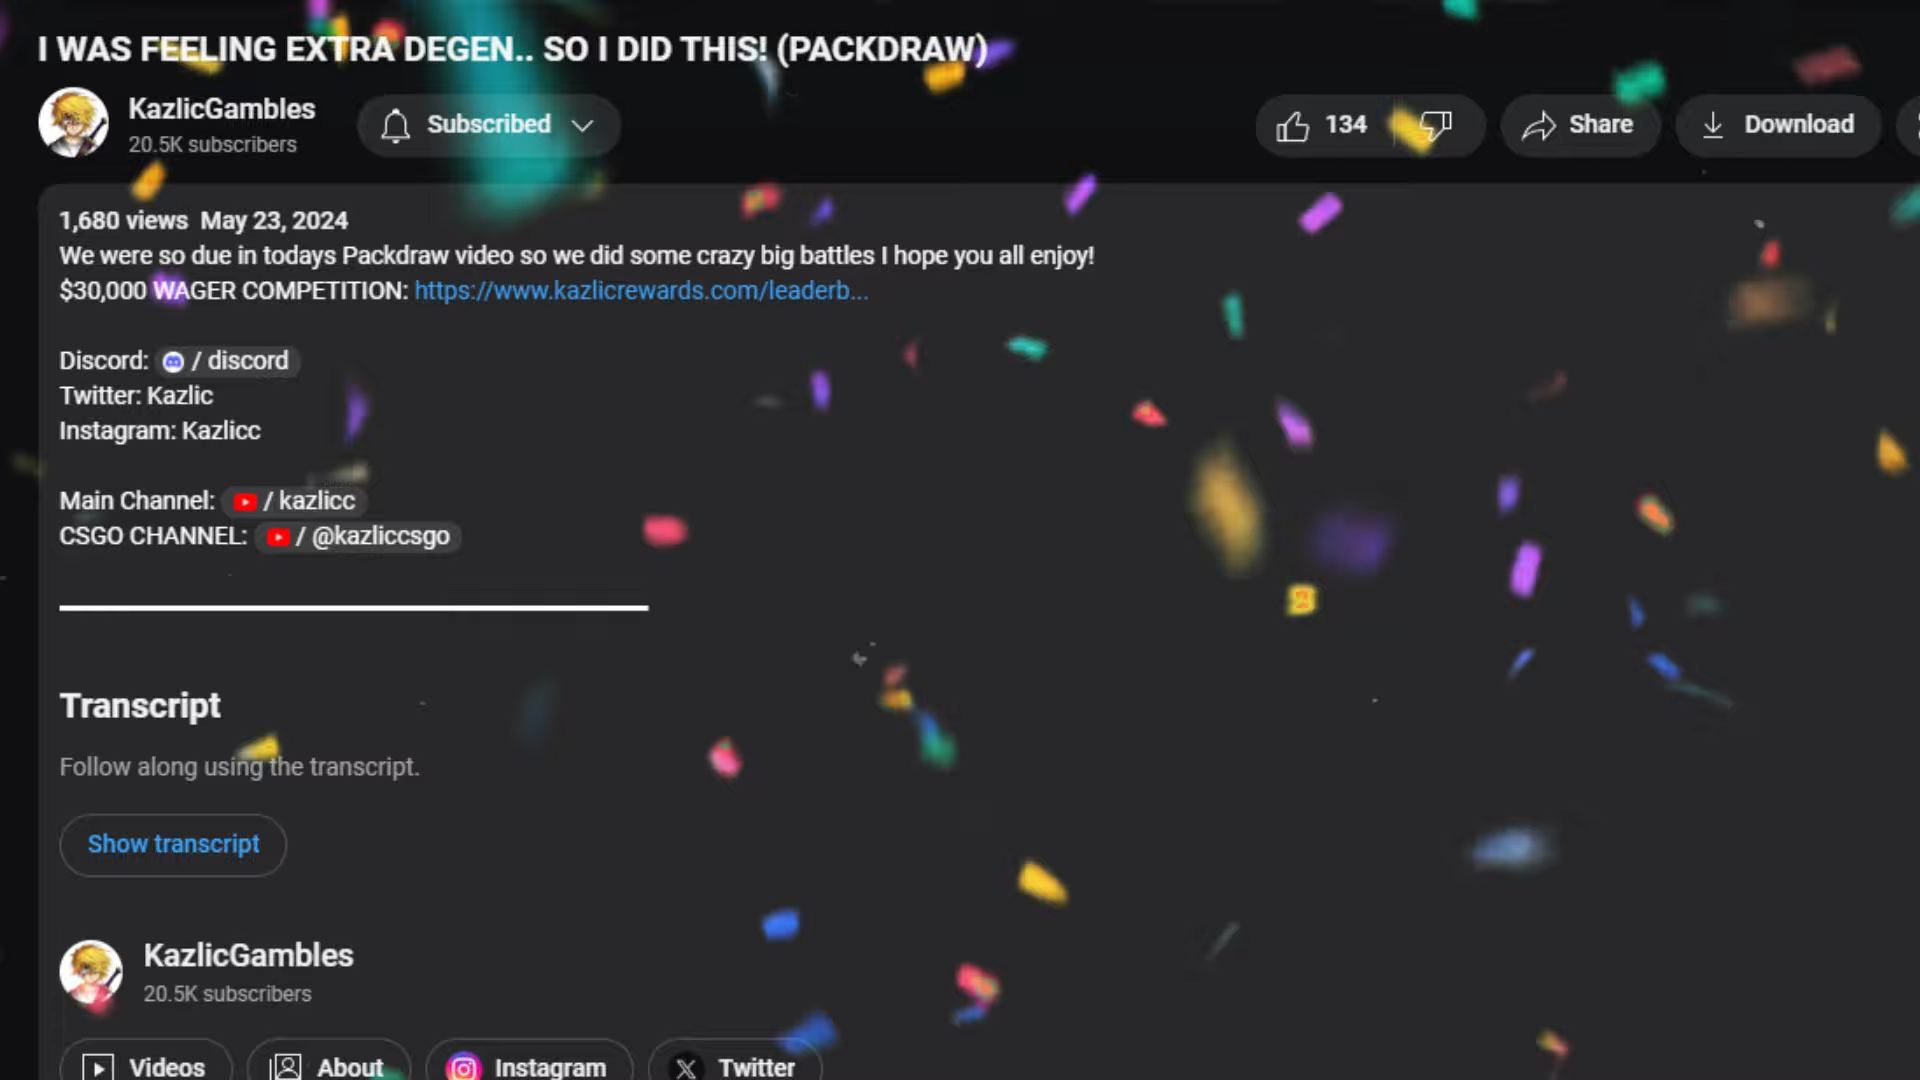 I WAS FEELING EXTRA DEGEN.. SO I DID THIS! (PACKDRAW)
KazlicGambles
20.5K subscribers
Subscribed
134
Share
Download
1,680 views May 23, 2024
We were so due in todays Packdraw video so we did some crazy big battles I hope you all enjoy!
$30,000 WAGER COMPETITION: https://www.kazlicrewards.com/leaderb...
Discord: / discord
Twitter: Kazlic
Instagram: Kazlicc
Main Channel: / kazlicc
CSGO CHANNEL: / @kazliccsgo
Transcript
Follow along using the transcript.
Show transcript
KazlicGambles
20.5K subscribers
Videos
About
Instagram
Twitter